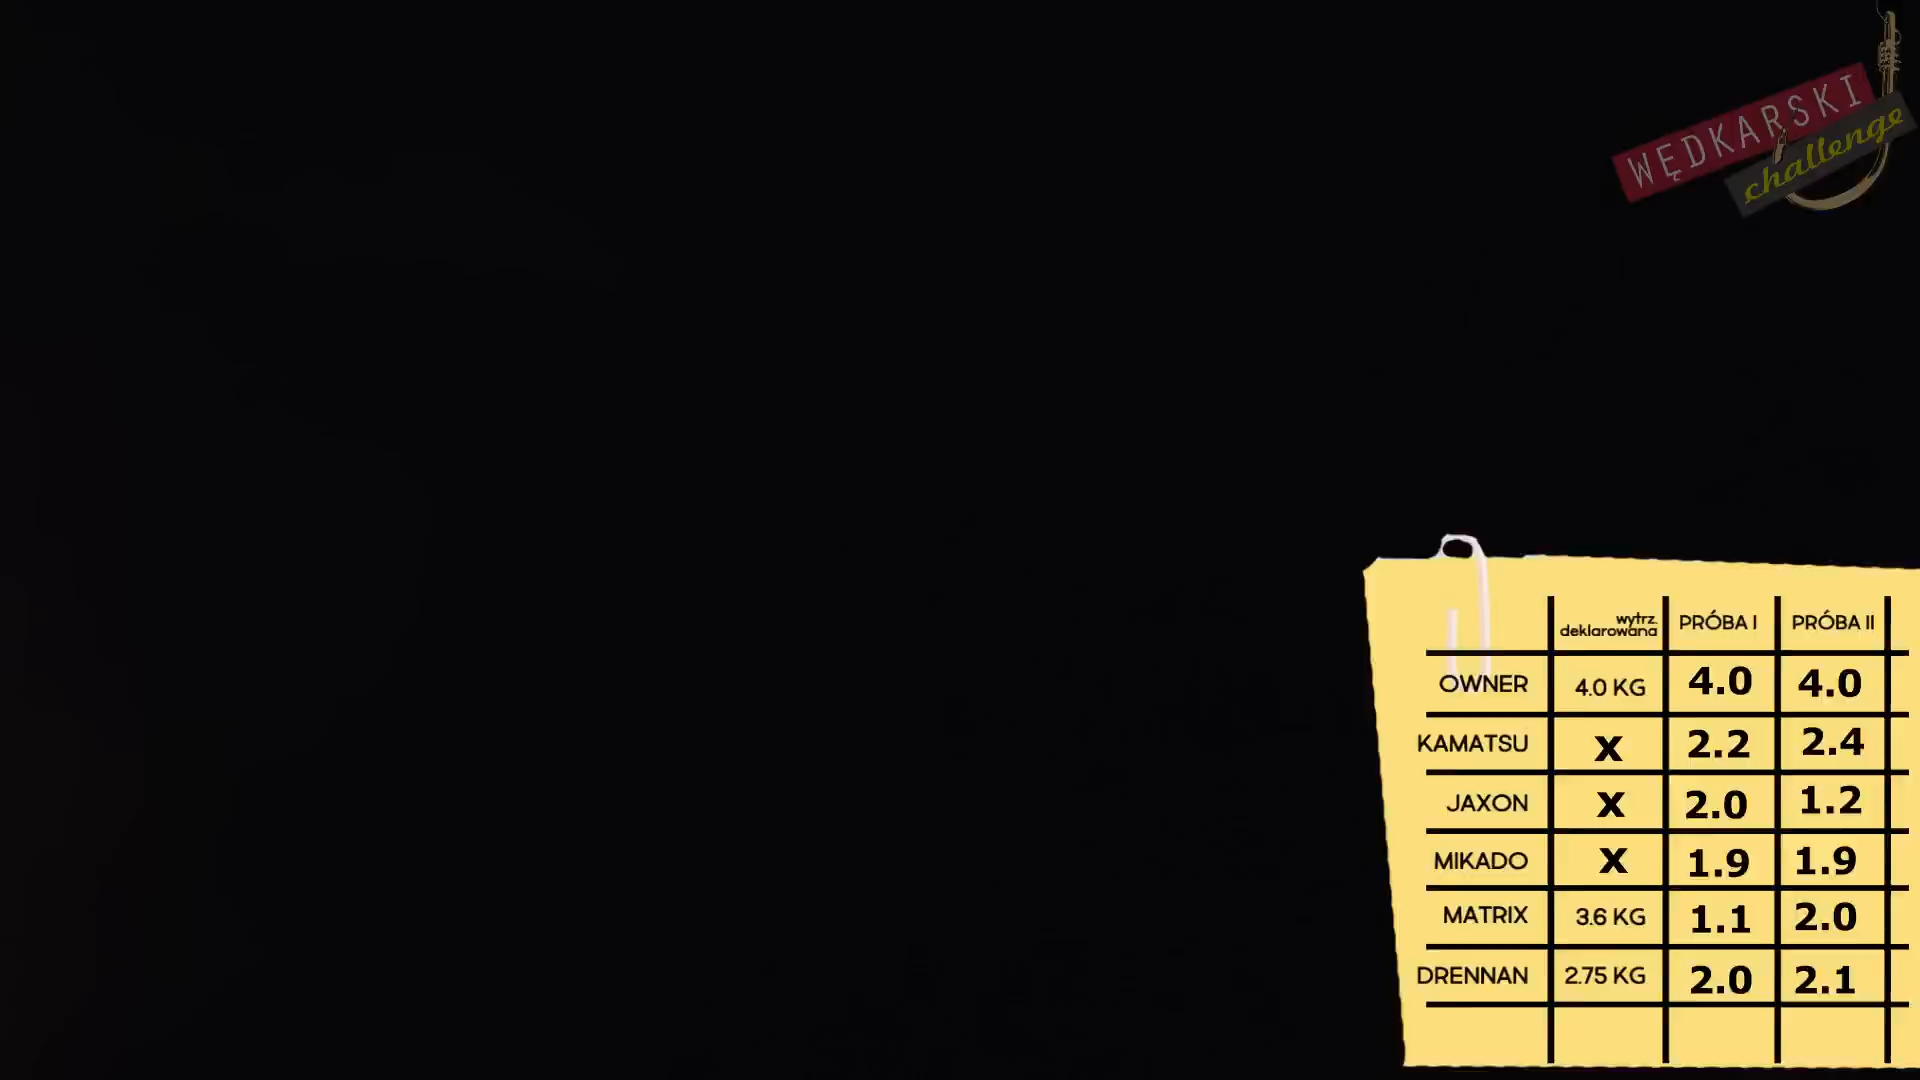 WĘDKARSKI
challenge
wytrz. deklarowana PRÓBA I PRÓBA II
OWNER 4.0 KG 4.0 4.0
KAMATSU X 2.2 2.4
JAXON X 2.0 1.2
MIKADO X 1.9 1.9
MATRIX 3.6 KG 1.1 2.0
DRENNAN 2.75 KG 2.0 2.1